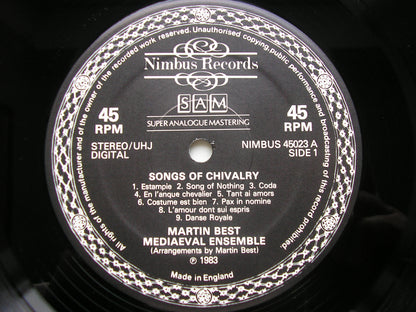 All rights of the manufacturer and of the owner of the recorded work reserved. Unauthorised copying, public performance and broadcasting of this record prohibited.
Nimbus Records
SAM
SUPER ANALOGUE MASTERING
45
RPM
45
RPM
STEREO/UHJ
DIGITAL
NIMBUS 45023 A
SIDE 1
SONGS OF CHIVALRY
1. Estampie 2. Song of Nothing 3. Coda
4. En l'anque chevalier 5. Tant ai amors
6. Costume est bien 7. Pax in nomine
8. L'amour dont sui espris
9. Danse Royale
MARTIN BEST
MEDIAEVAL ENSEMBLE
(Arrangements by Martin Best)
℗ 1983
Made in England